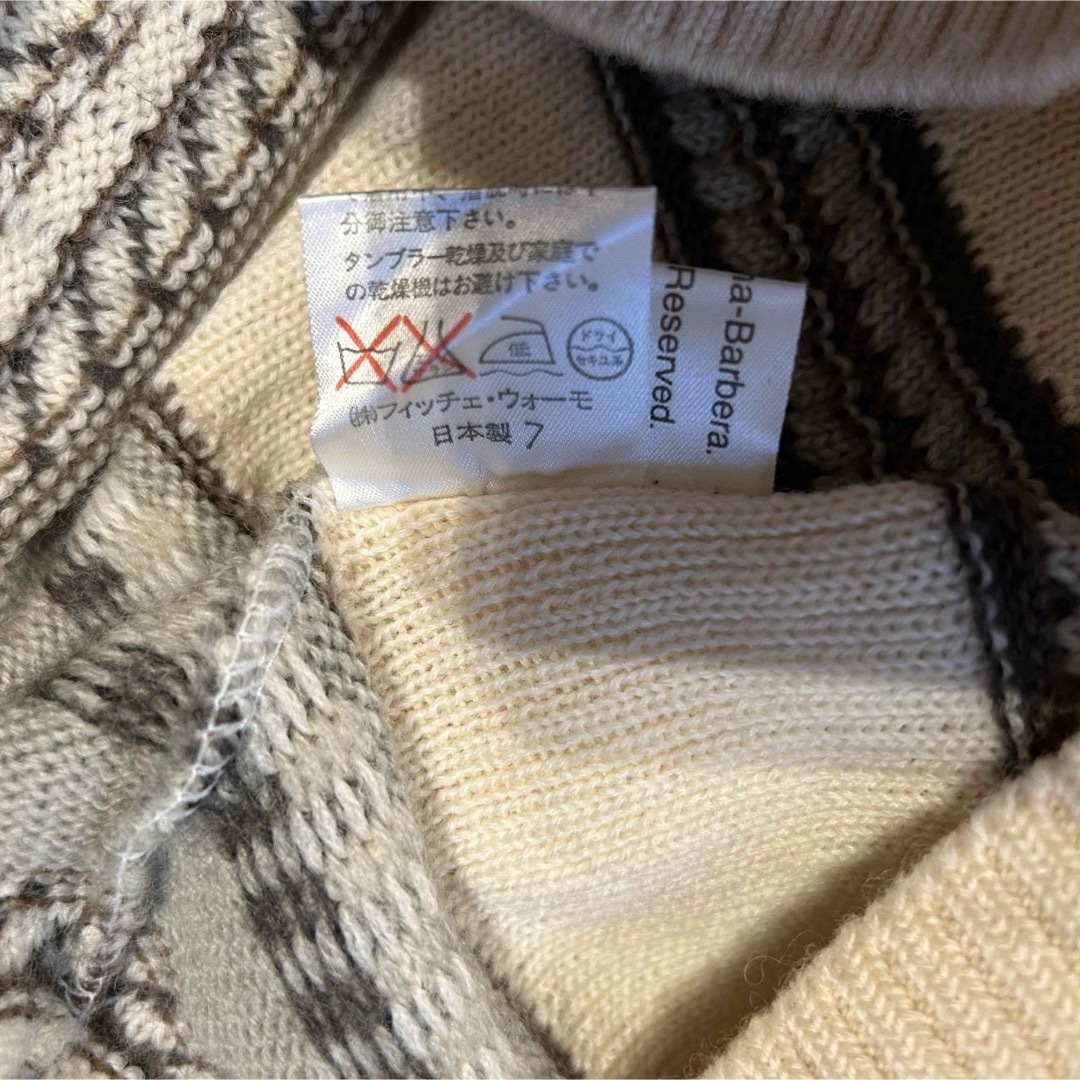 分御注意下さい。
タンブラー乾燥及び家庭で
の乾燥機はお避け下さい。
低
ドライ
セキユ系
(株)フィッチェ・ウォーモ
日本製 7
na-Barbera.
Reserved.